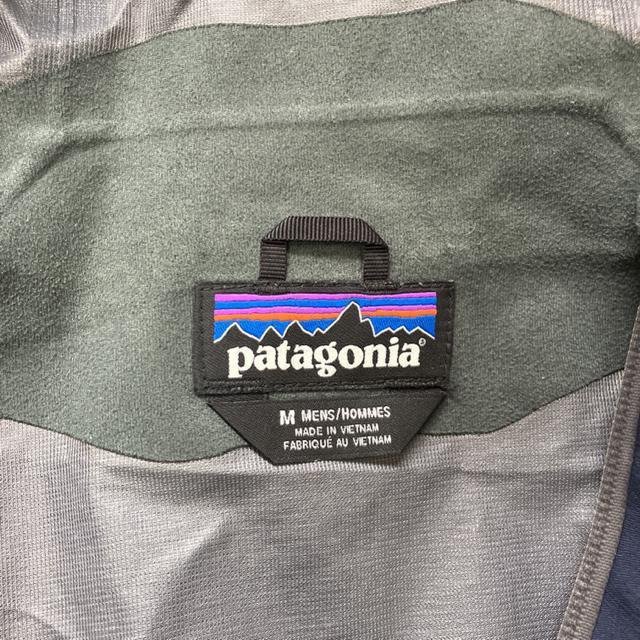 patagonia®
M MENS/HOMMES
MADE IN VIETNAM
FABRIQUÉ AU VIETNAM